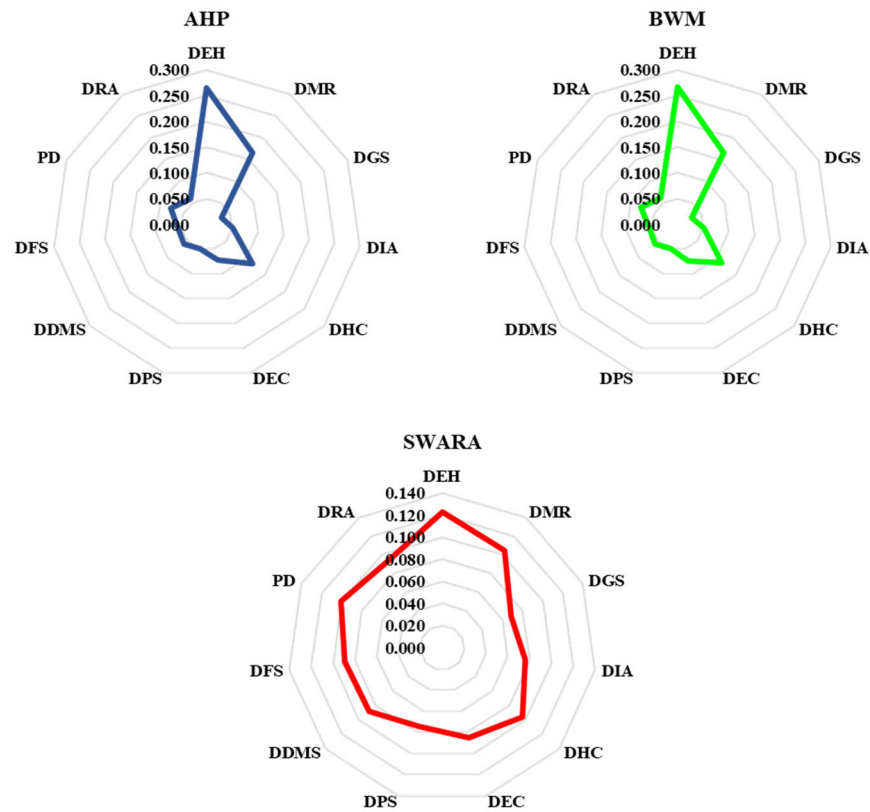 AHP
DEH
DMR
DGS
DIA
DHC
DEC
DPS
DDMS
DFS
PD
DRA
0.300
0.250
0.200
0.150
0.100
0.050
0.000
BWM
DEH
DMR
DGS
DIA
DHC
DEC
DPS
DDMS
DFS
PD
DRA
0.300
0.250
0.200
0.150
0.100
0.050
0.000
SWARA
DEH
DMR
DGS
DIA
DHC
DEC
DPS
DDMS
DFS
PD
DRA
0.140
0.120
0.100
0.080
0.060
0.040
0.020
0.000